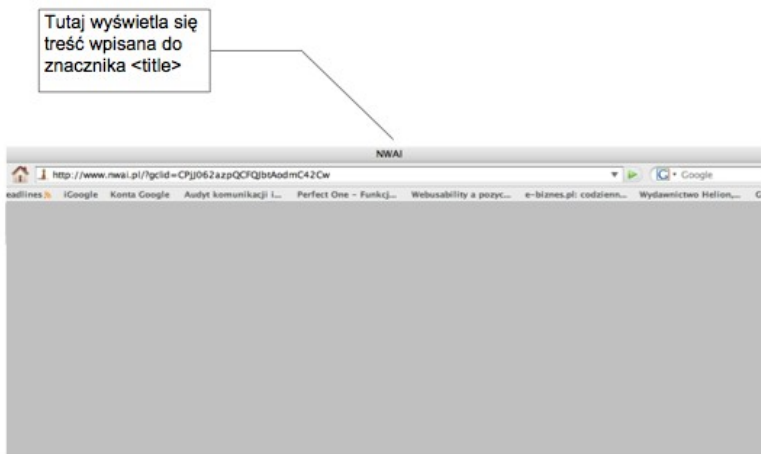 Tutaj wyświetla się
treść wpisana do
znacznika <title>
NWAI
http://www.nwai.pl/?gclid=CPJJ062azpQCFQJbtAodmC42Cw
Google
eadlines iGoogle Konta Google Audyt komunikacji i... Perfect One – Funkcj... Webusability a pozyc... e-biznes.pl: codzienn... Wydawnictwo Helion,...